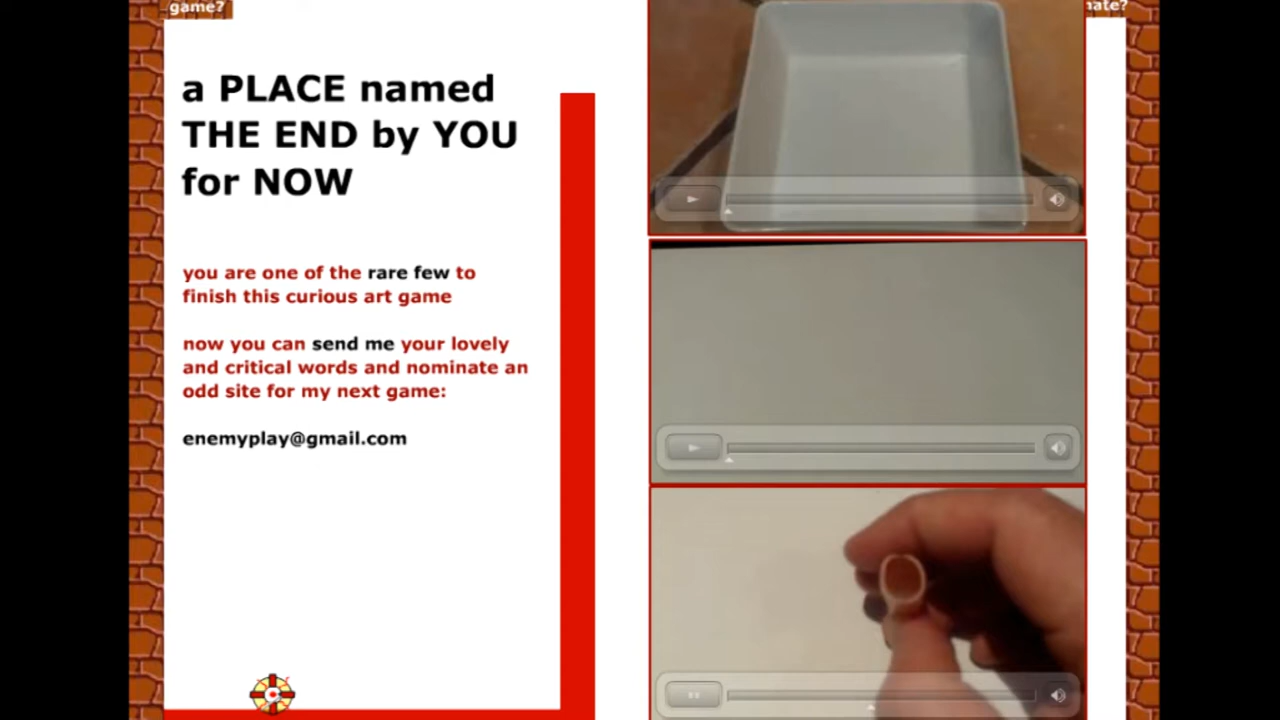 game?
a PLACE named
THE END by YOU
for NOW
you are one of the rare few to
finish this curious art game
now you can send me your lovely
and critical words and nominate an
odd site for my next game:
enemyplay@gmail.com